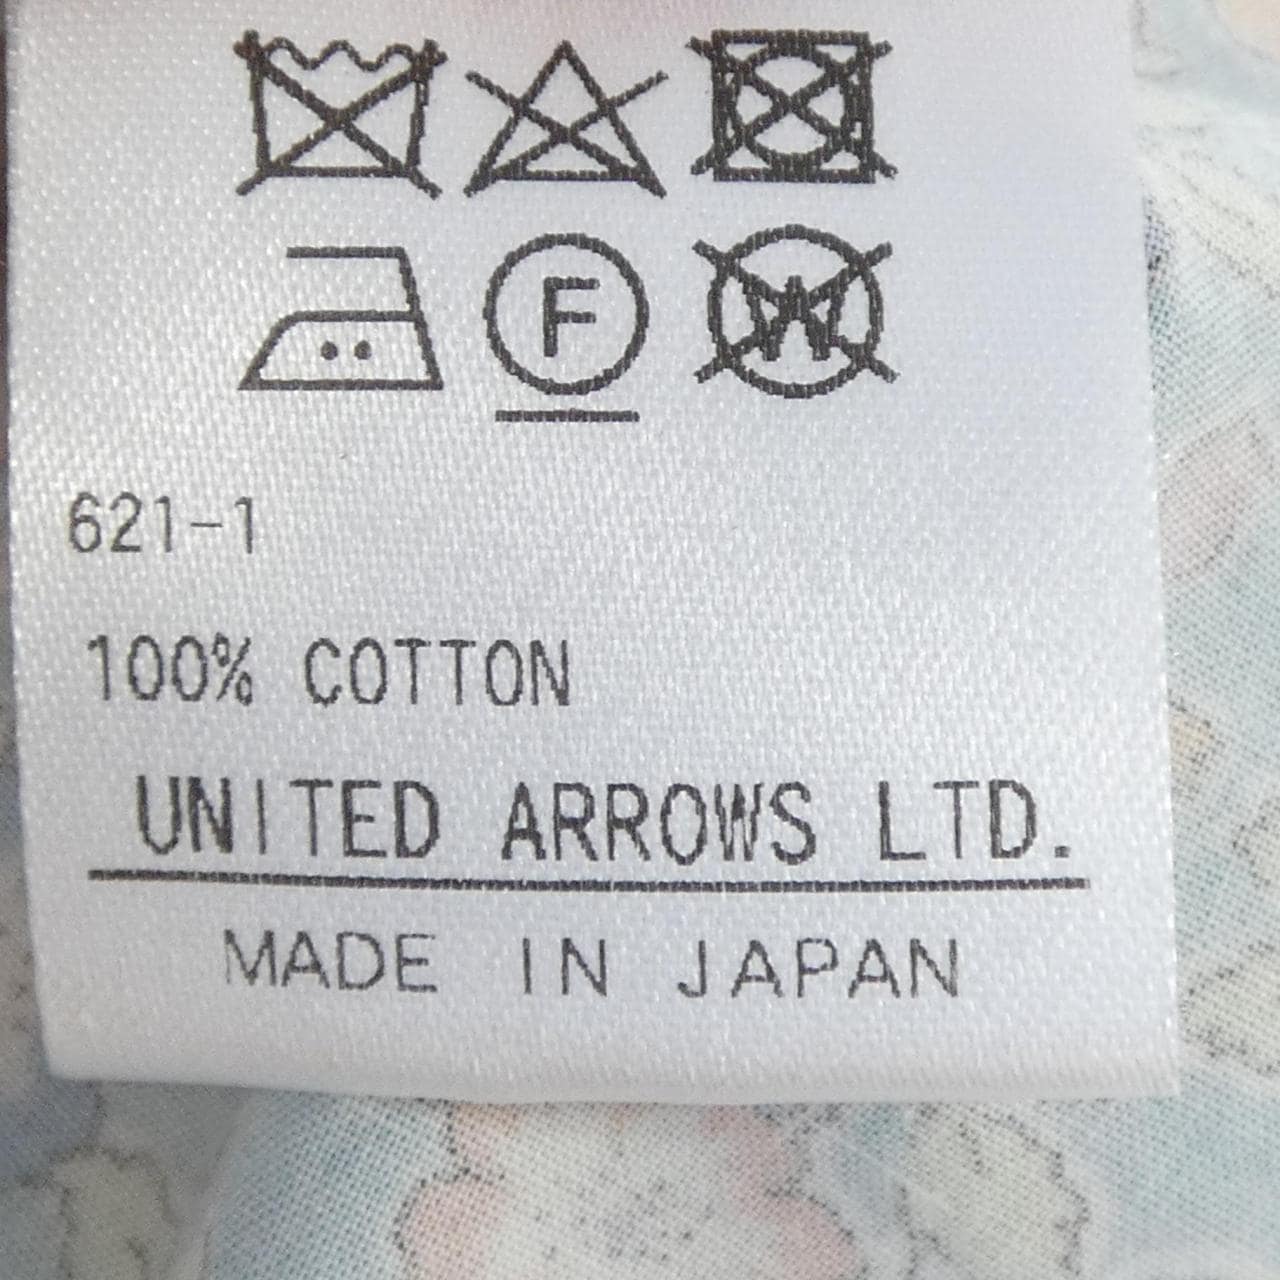 F W
621-1
100% COTTON
UNITED ARROWS LTD.
MADE IN JAPAN